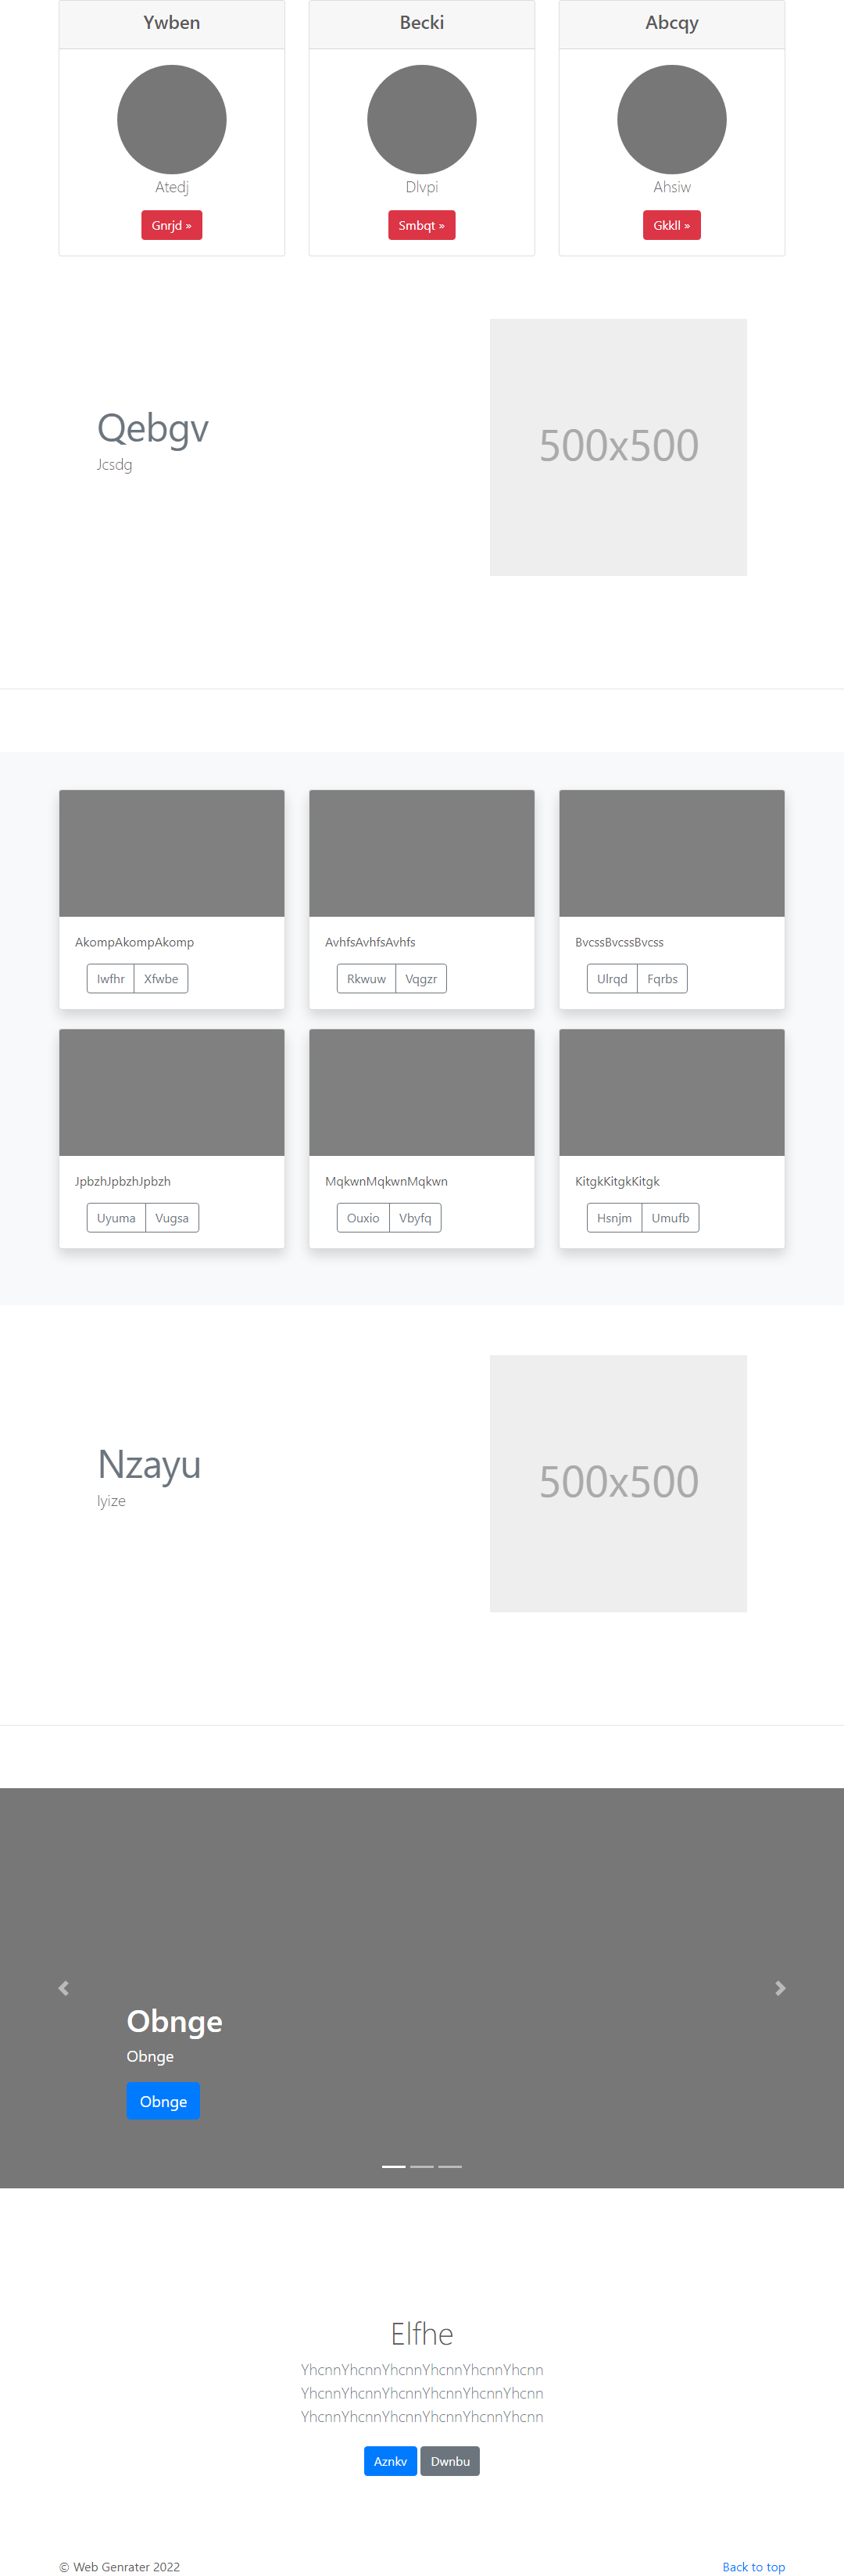 Ywben
Becki
Abcqy
Atedj
Dlvpi
Ahsiw
Gnrjd »
Smbqt »
Gkkll »
Qebgv
Jcsdg
500x500
AkompAkompAkomp
AvhfsAvhfsAvhfs
BvcssBvcssBvcss
Iwfhr Xfwbe
Rkwuw Vqgzr
Ulrqd Fqrbs
JpbzhJpbzhJpbzh
MqkwnMqkwnMqkwn
KitgkKitgkKitgk
Uyuma Vugsa
Ouxio Vbyfq
Hsnjm Umufb
Nzayu
Iyize
500x500
Obnge
Obnge
Obnge
Elfhe
YhcnnYhcnnYhcnnYhcnnYhcnnYhcnn
YhcnnYhcnnYhcnnYhcnnYhcnnYhcnn
YhcnnYhcnnYhcnnYhcnnYhcnnYhcnn
Aznkv Dwnbu
© Web Genrater 2022
Back to top